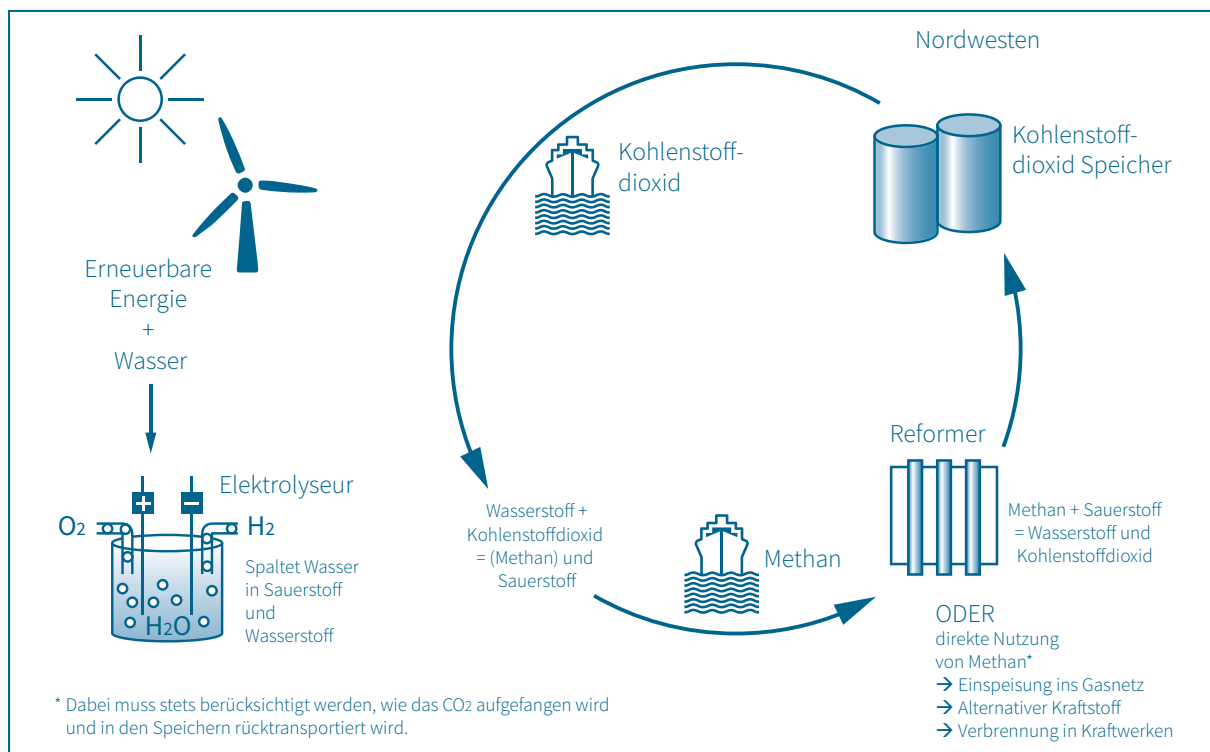 Erneuerbare
Energie
+
Wasser
Elektrolyseur
+
−
O2
H2
H2O
Spaltet Wasser
in Sauerstoff
und
Wasserstoff
Nordwesten
Kohlenstoff-
dioxid
Kohlenstoff-
dioxid Speicher
Wasserstoff +
Kohlenstoffdioxid
= (Methan) und
Sauerstoff
Methan
Reformer
Methan + Sauerstoff
= Wasserstoff und
Kohlenstoffdioxid
ODER
direkte Nutzung
von Methan*
→ Einspeisung ins Gasnetz
→ Alternativer Kraftstoff
→ Verbrennung in Kraftwerken
* Dabei muss stets berücksichtigt werden, wie das CO2 aufgefangen wird
und in den Speichern rücktransportiert wird.